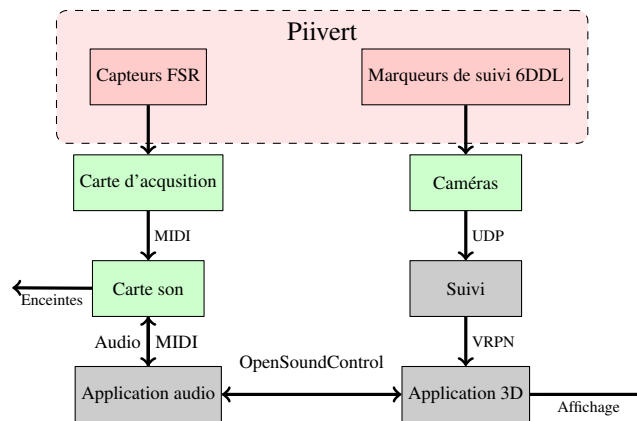 Piivert
Capteurs FSR
Marqueurs de suivi 6DDL
Carte d'acqusition
Caméras
MIDI
UDP
Carte son
Suivi
Enceintes
Audio
MIDI
VRPN
OpenSoundControl
Application audio
Application 3D
Affichage